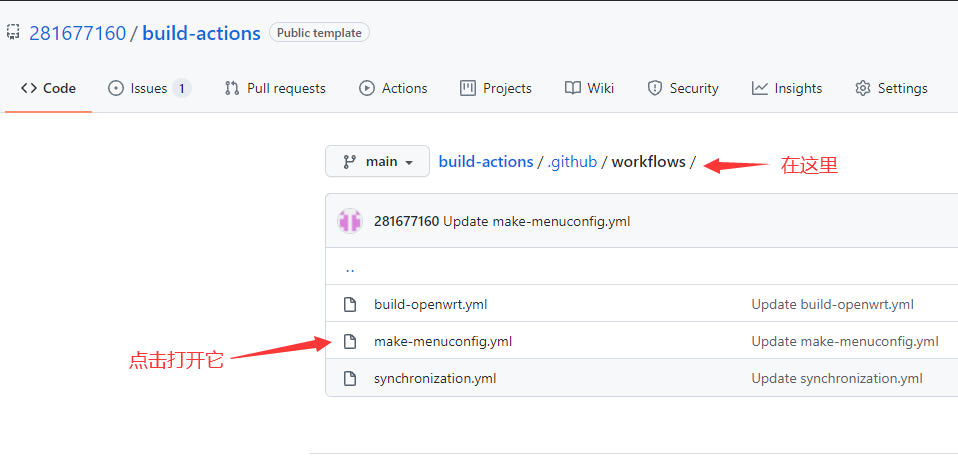 281677160 / build-actions Public template
Code Issues 1 Pull requests Actions Projects Wiki Security Insights Settings
main build-actions / .github / workflows / 在这里
281677160 Update make-menuconfig.yml
..
build-openwrt.yml Update build-openwrt.yml
点击打开它 make-menuconfig.yml Update make-menuconfig.yml
synchronization.yml Update synchronization.yml